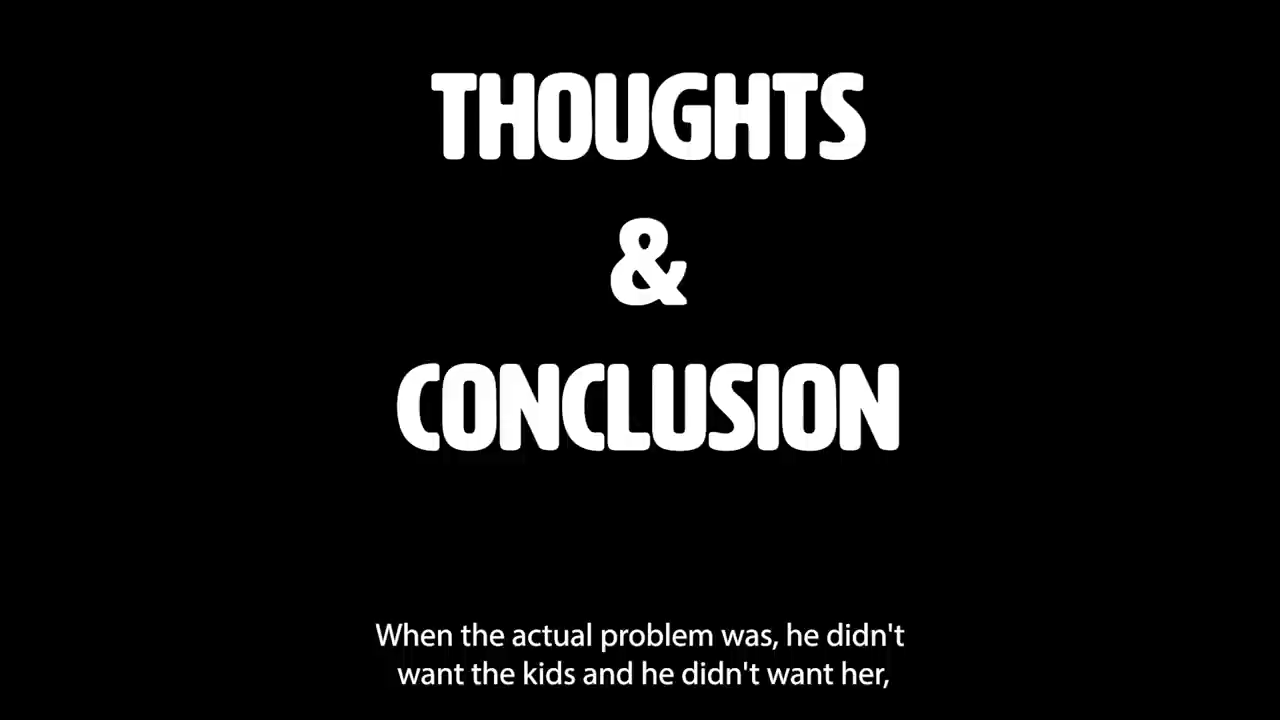 THOUGHTS
&
CONCLUSION
When the actual problem was, he didn't
want the kids and he didn't want her,